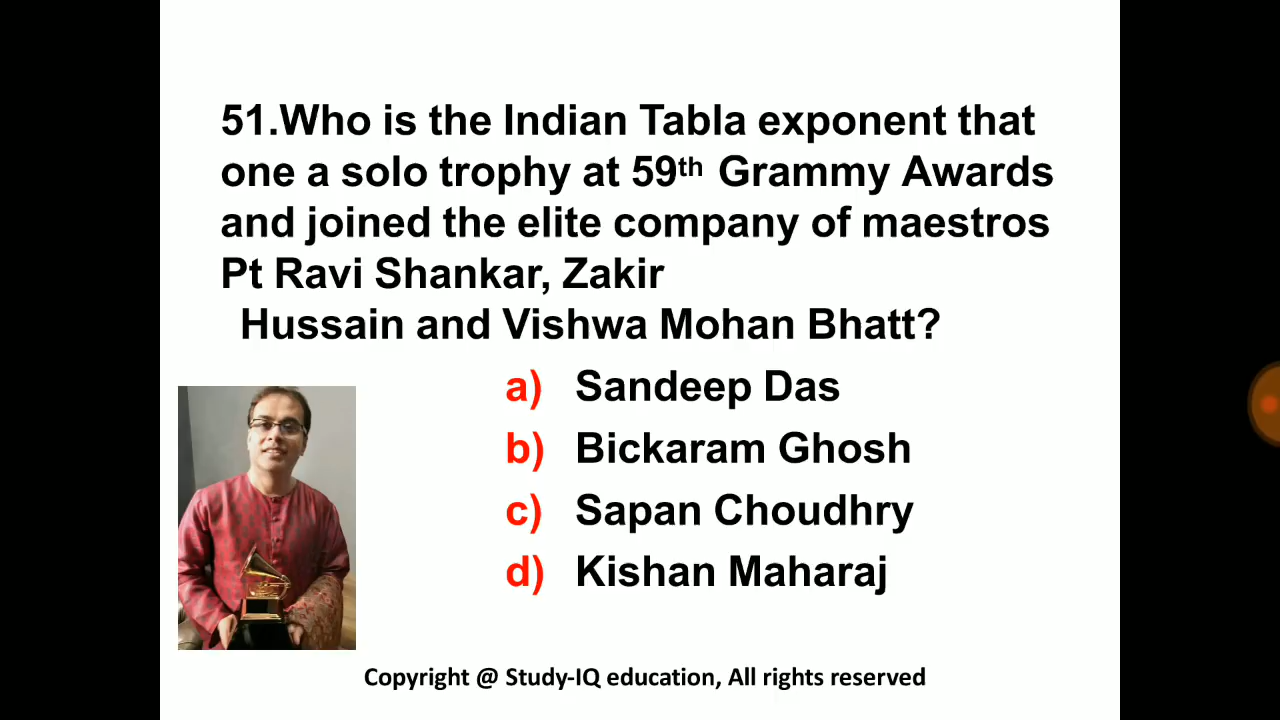 51.Who is the Indian Tabla exponent that
one a solo trophy at 59th Grammy Awards
and joined the elite company of maestros
Pt Ravi Shankar, Zakir
Hussain and Vishwa Mohan Bhatt?
a) Sandeep Das
b) Bickaram Ghosh
c) Sapan Choudhry
d) Kishan Maharaj
Copyright @ Study-IQ education, All rights reserved